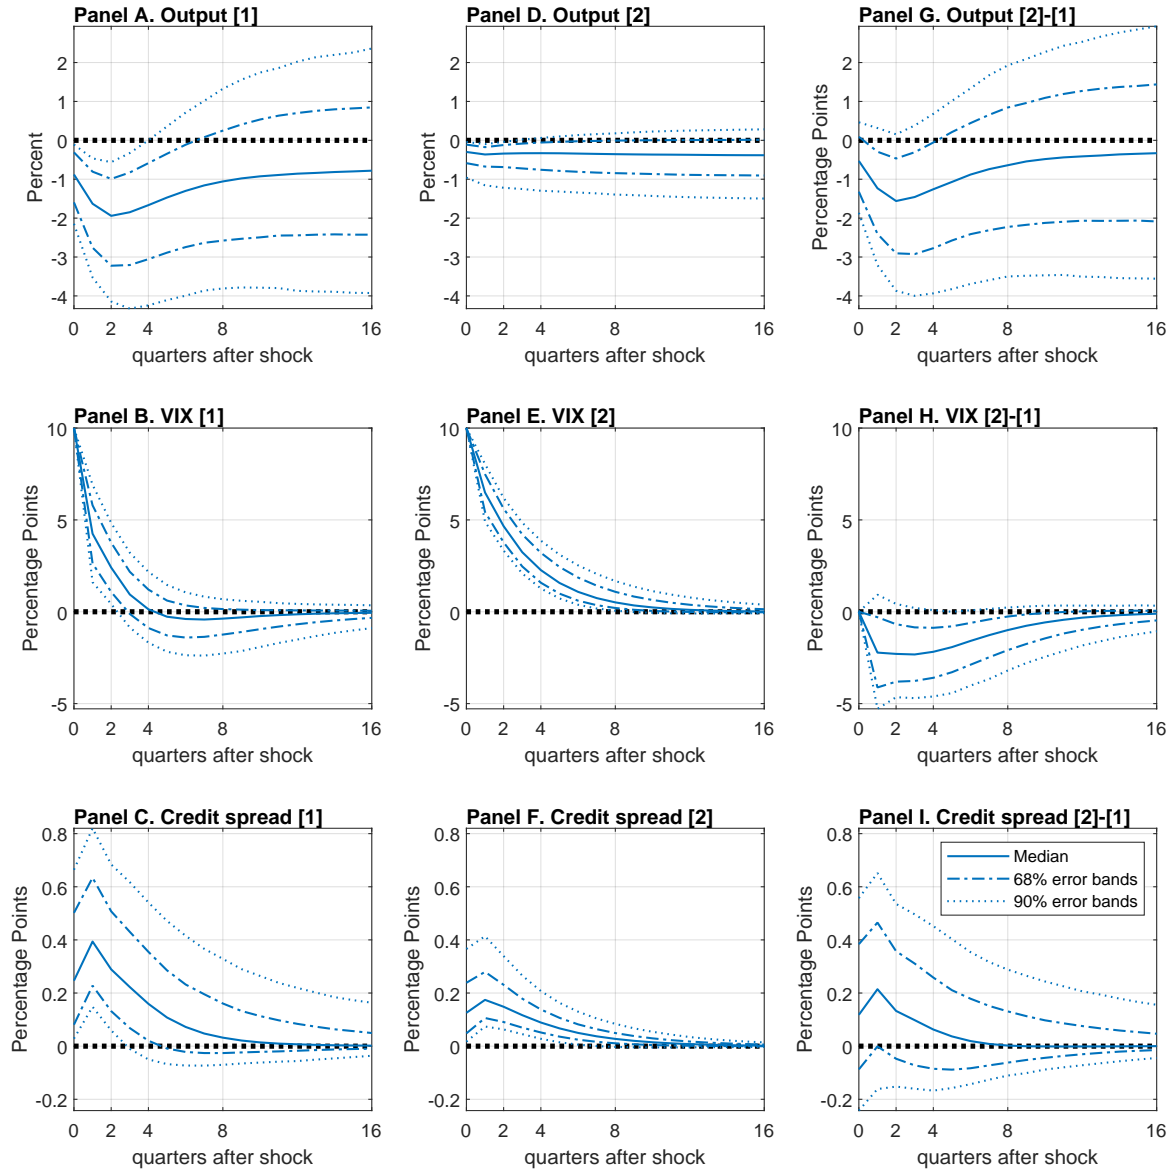 Panel A. Output [1]
Percent
2
1
0
-1
-2
-3
-4
0 2 4 8 16
quarters after shock
Panel D. Output [2]
Percent
2
1
0
-1
-2
-3
-4
0 2 4 8 16
quarters after shock
Panel G. Output [2]-[1]
Percentage Points
2
1
0
-1
-2
-3
-4
0 2 4 8 16
quarters after shock
Panel B. VIX [1]
Percentage Points
10
5
0
-5
0 2 4 8 16
quarters after shock
Panel E. VIX [2]
Percentage Points
10
5
0
-5
0 2 4 8 16
quarters after shock
Panel H. VIX [2]-[1]
Percentage Points
10
5
0
-5
0 2 4 8 16
quarters after shock
Panel C. Credit spread [1]
Percentage Points
0.8
0.6
0.4
0.2
0
-0.2
0 2 4 8 16
quarters after shock
Panel F. Credit spread [2]
Percentage Points
0.8
0.6
0.4
0.2
0
-0.2
0 2 4 8 16
quarters after shock
Panel I. Credit spread [2]-[1]
Percentage Points
0.8
0.6
0.4
0.2
0
-0.2
Median
68% error bands
90% error bands
0 2 4 8 16
quarters after shock